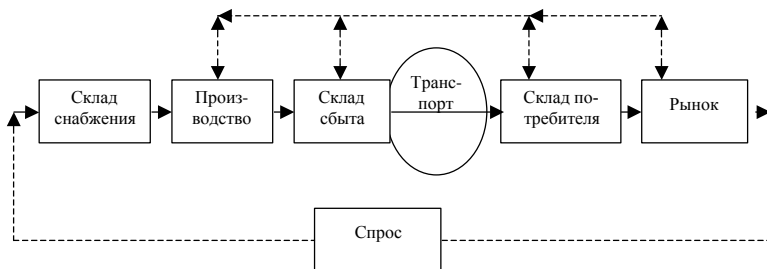 Склад
снабжения
Произ-
водство
Склад
сбыта
Транс-
порт
Склад по-
требителя
Рынок
Спрос